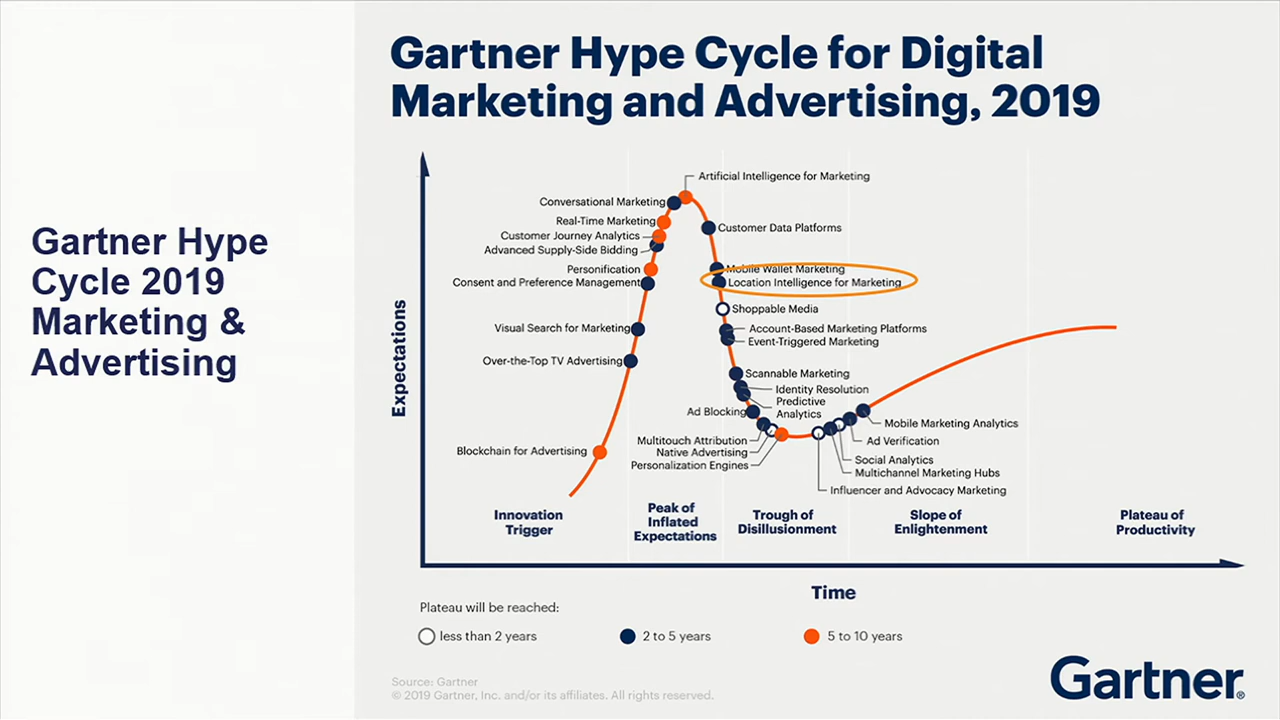 Gartner Hype
Cycle 2019
Marketing &
Advertising
Gartner Hype Cycle for Digital
Marketing and Advertising, 2019
Expectations
Artificial Intelligence for Marketing
Conversational Marketing
Real-Time Marketing
Customer Journey Analytics
Advanced Supply-Side Bidding
Personification
Consent and Preference Management
Visual Search for Marketing
Over-the-Top TV Advertising
Blockchain for Advertising
Customer Data Platforms
Mobile Wallet Marketing
Location Intelligence for Marketing
Shoppable Media
Account-Based Marketing Platforms
Event-Triggered Marketing
Scannable Marketing
Identity Resolution
Predictive
Analytics
Ad Blocking
Multitouch Attribution
Native Advertising
Personalization Engines
Mobile Marketing Analytics
Ad Verification
Social Analytics
Multichannel Marketing Hubs
Influencer and Advocacy Marketing
Innovation
Trigger
Peak of
Inflated
Expectations
Trough of
Disillusionment
Slope of
Enlightenment
Plateau of
Productivity
Time
Plateau will be reached:
less than 2 years
2 to 5 years
5 to 10 years
Source: Gartner
© 2019 Gartner, Inc. and/or its affiliates. All rights reserved.
Gartner®